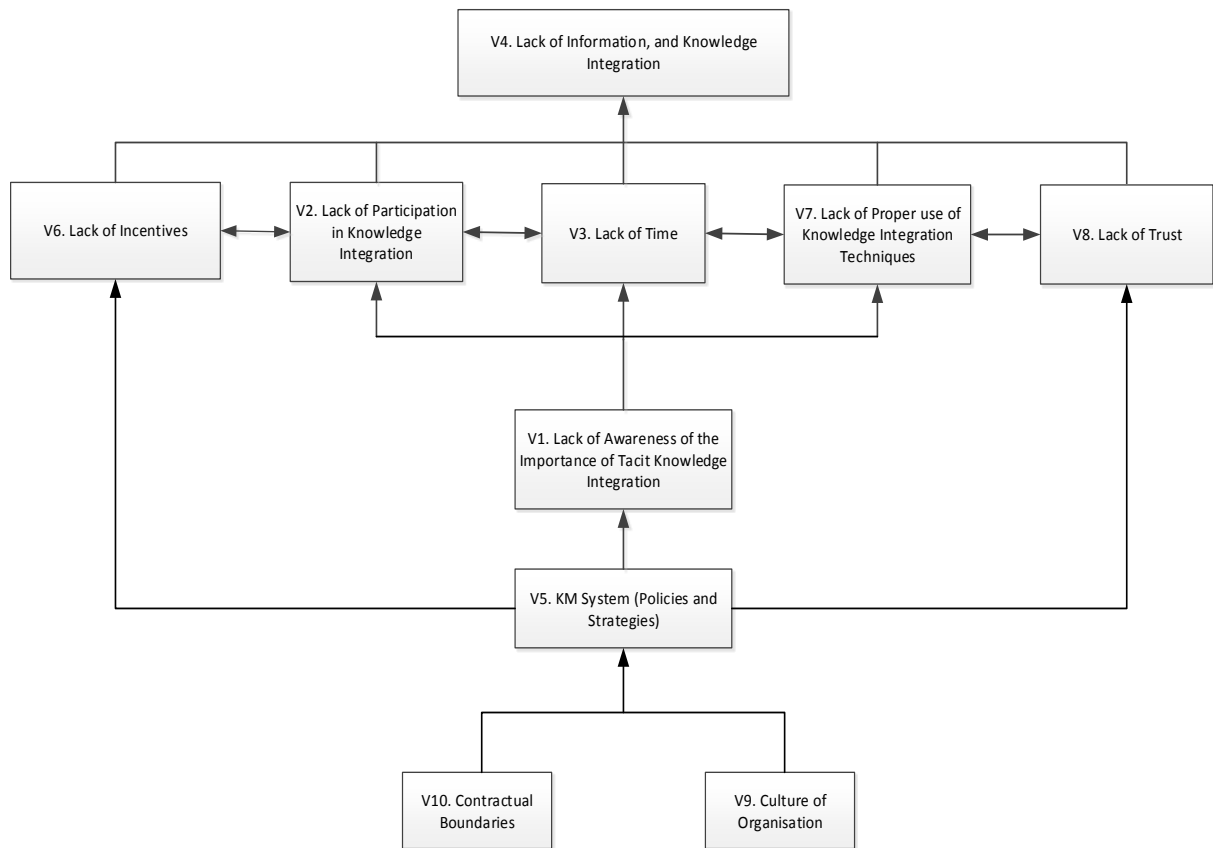 V4. Lack of Information, and Knowledge
Integration
V6. Lack of Incentives
V2. Lack of Participation
in Knowledge
Integration
V3. Lack of Time
V7. Lack of Proper use of
Knowledge Integration
Techniques
V8. Lack of Trust
V1. Lack of Awareness of the
Importance of Tacit Knowledge
Integration
V5. KM System (Policies and
Strategies)
V10. Contractual
Boundaries
V9. Culture of
Organisation